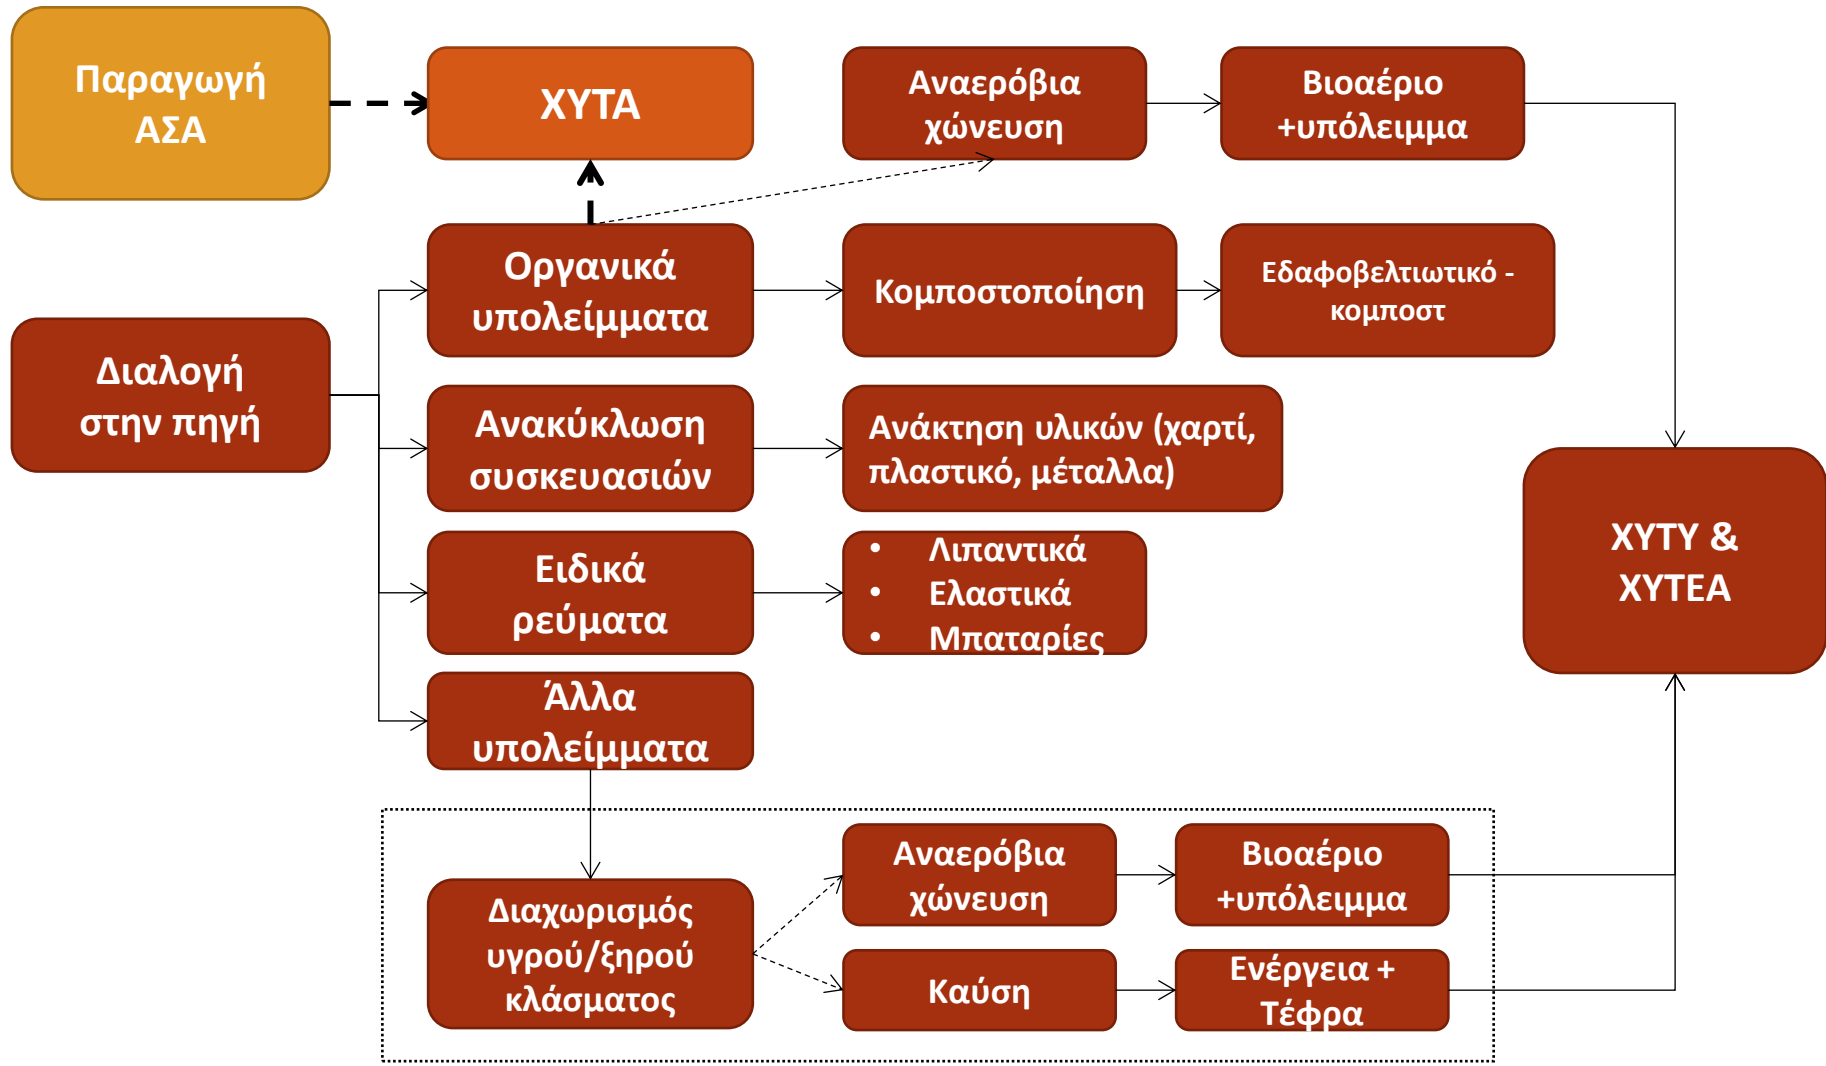 Παραγωγή
ΑΣΑ
ΧΥΤΑ
Αναερόβια
χώνευση
Βιοαέριο
+υπόλειμμα
Οργανικά
υπολείμματα
Κομποστοποίηση
Εδαφοβελτιωτικό -
κομποστ
Διαλογή
στην πηγή
Ανακύκλωση
συσκευασιών
Ανάκτηση υλικών (χαρτί,
πλαστικό, μέταλλα)
ΧΥΤΥ &
ΧΥΤΕΑ
Ειδικά
ρεύματα
• Λιπαντικά
• Ελαστικά
• Μπαταρίες
Άλλα
υπολείμματα
Διαχωρισμός
υγρού/ξηρού
κλάσματος
Αναερόβια
χώνευση
Βιοαέριο
+υπόλειμμα
Καύση
Ενέργεια +
Τέφρα